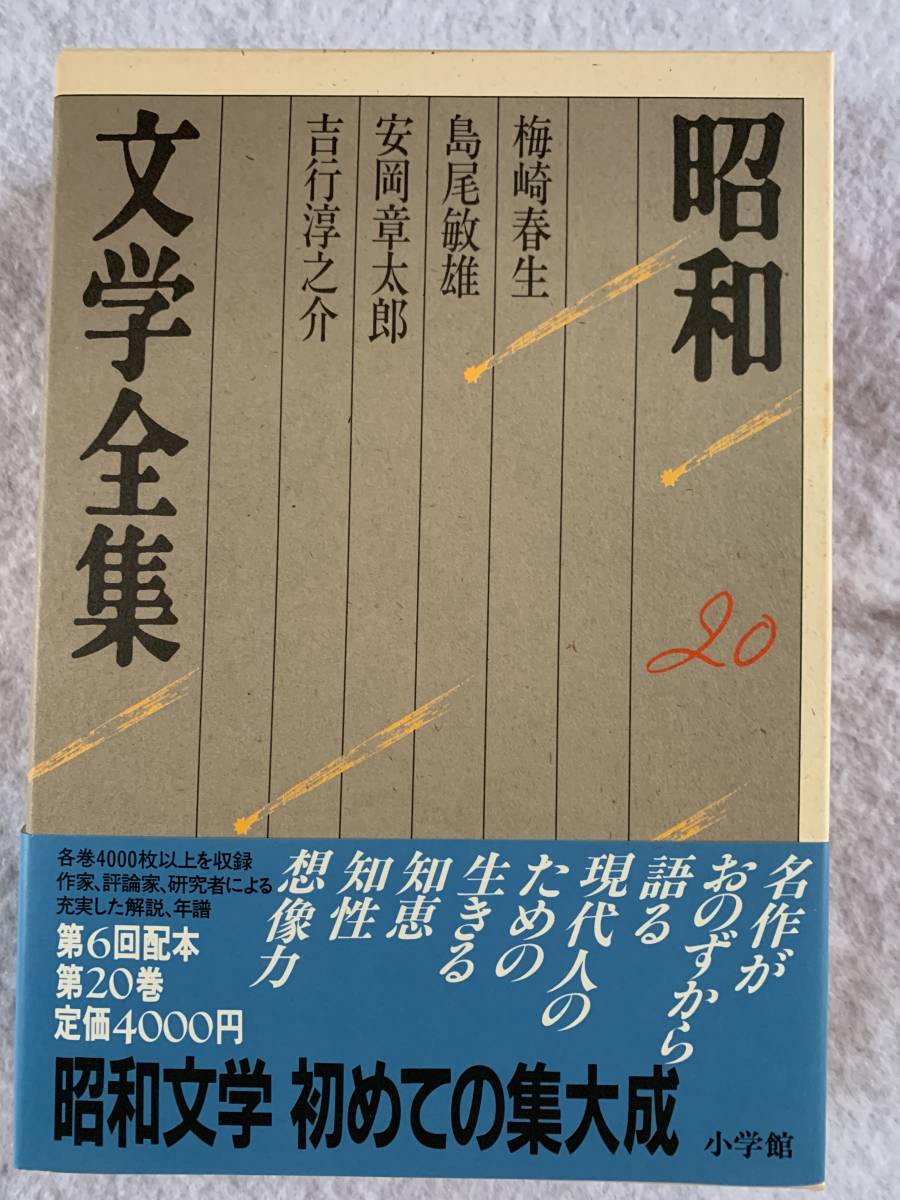 昭和
文学全集
20
梅崎春生
島尾敏雄
安岡章太郎
吉行淳之介
名作が
おのずから
語る
現代人の
ための
生きる
知恵
知性
想像力
各巻4000枚以上を収録
作家、評論家、研究者による
充実した解説、年譜
第6回配本
第20巻
定価4000円
昭和文学 初めての集大成
小学館